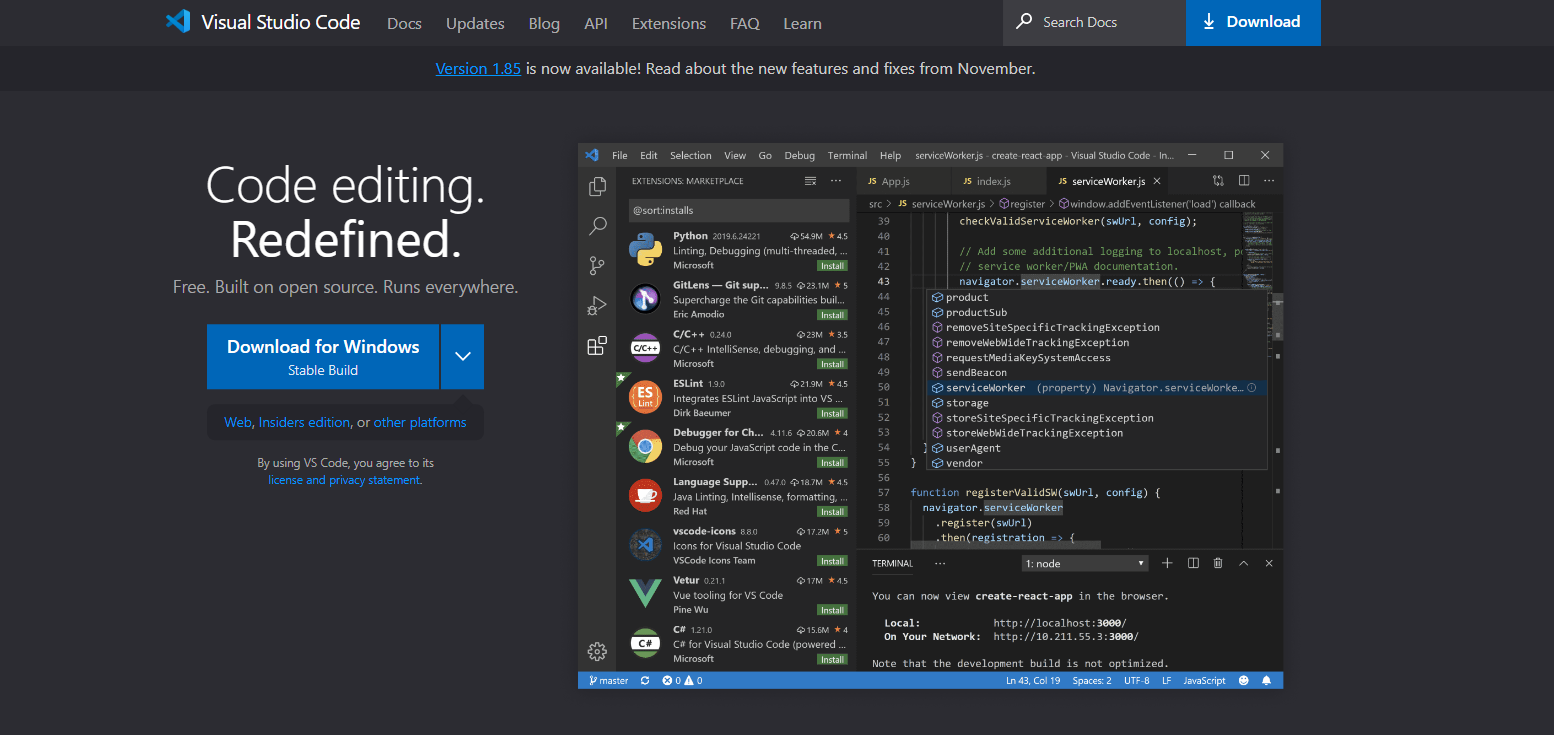 Visual Studio Code Docs Updates Blog API Extensions FAQ Learn Search Docs Download
Version 1.85 is now available! Read about the new features and fixes from November.
Code editing.
Redefined.
Free. Built on open source. Runs everywhere.
Download for Windows
Stable Build
Web, Insiders edition, or other platforms
By using VS Code, you agree to its
license and privacy statement.
File Edit Selection View Go Debug Terminal Help serviceWorker.js - create-react-app - Visual Studio Code - In...
EXTENSIONS: MARKETPLACE ...
@sort:installs
Python 2019.6.24221 54.9M ★ 4.5
Linting, Debugging (multi-threaded, ...
Microsoft Install
GitLens — Git sup... 9.8.5 23.1M ★ 5
Supercharge the Git capabilities buil...
Eric Amodio Install
C/C++
C/C++ 0.24.0 23M ★ 3.5
C/C++ IntelliSense, debugging, and ...
Microsoft Install
ES
Lint
ESLint 1.9.0 21.9M ★ 4.5
Integrates ESLint JavaScript into VS ...
Dirk Baeumer Install
Debugger for Ch... 4.11.6 20.6M ★ 4
Debug your JavaScript code in the C...
Microsoft Install
Language Supp... 0.47.0 18.7M ★ 4.5
Java Linting, Intellisense, formatting, ...
Red Hat Install
vscode-icons 8.8.0 17.2M ★ 5
Icons for Visual Studio Code
VSCode Icons Team Install
Vetur 0.21.1 17M ★ 4.5
Vue tooling for VS Code
Pine Wu Install
C#
C# 1.21.0 15.6M ★ 4
C# for Visual Studio Code (powered ...
Microsoft Install
JS App.js JS index.js JS serviceWorker.js ...
src > JS serviceWorker.js > register > window.addEventListener('load') callback
39 checkValidServiceWorker(swUrl, config);
40
41 // Add some additional logging to localhost, p
42 // service worker/PWA documentation.
43 navigator.serviceWorker.ready.then(() => {
44 product
45 productSub
46 removeSiteSpecificTrackingException
47 removeWebWideTrackingException
48 requestMediaKeySystemAccess
49 sendBeacon
50 serviceWorker (property) Navigator.serviceWorke...
51 storage
52 storeSiteSpecificTrackingException
53 storeWebWideTrackingException
54 userAgent
55 } vendor
56
57 function registerValidSW(swUrl, config) {
58 navigator.serviceWorker
59 .register(swUrl)
60 .then(registration => {
TERMINAL ... 1: node
You can now view create-react-app in the browser.
Local: http://localhost:3000/
On Your Network: http://10.211.55.3:3000/
Note that the development build is not optimized.
master 0 0 Ln 43, Col 19 Spaces: 2 UTF-8 LF JavaScript